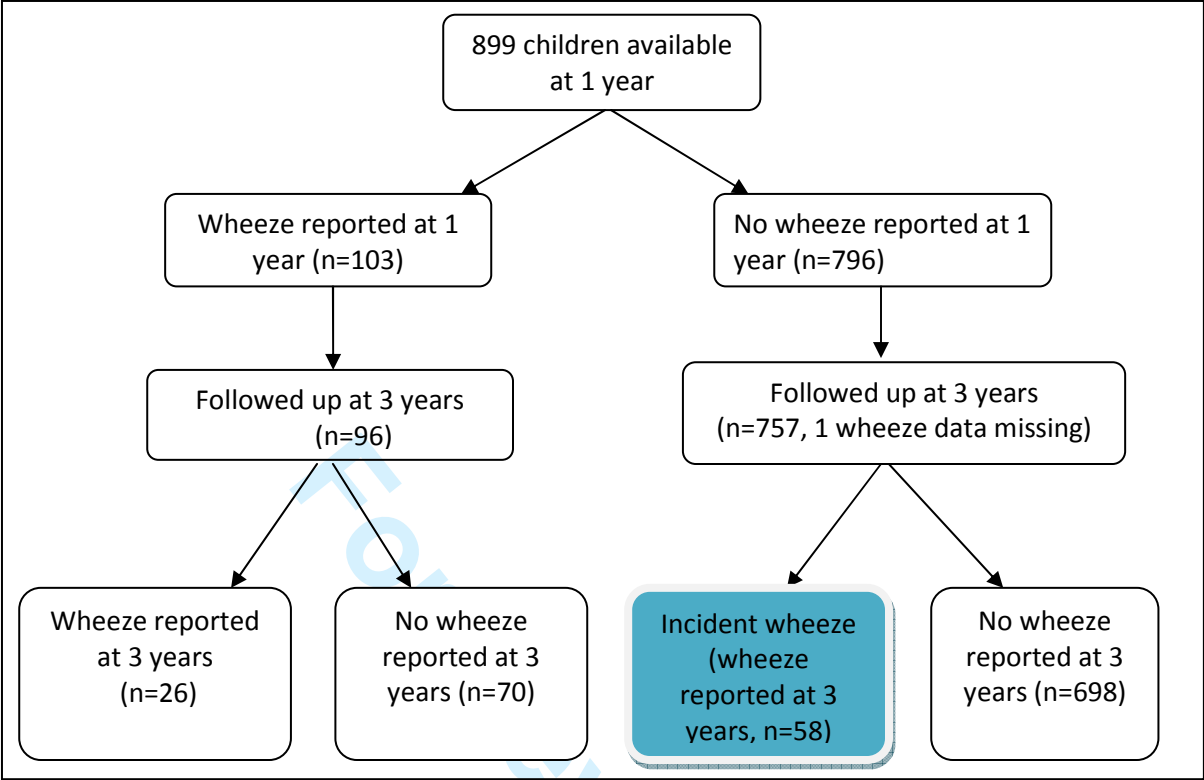 899 children available
at 1 year
Wheeze reported at 1
year (n=103)
No wheeze reported at 1
year (n=796)
Followed up at 3 years
(n=96)
Followed up at 3 years
(n=757, 1 wheeze data missing)
Wheeze reported
at 3 years
(n=26)
No wheeze
reported at 3
years (n=70)
Incident wheeze
(wheeze
reported at 3
years, n=58)
No wheeze
reported at 3
years (n=698)